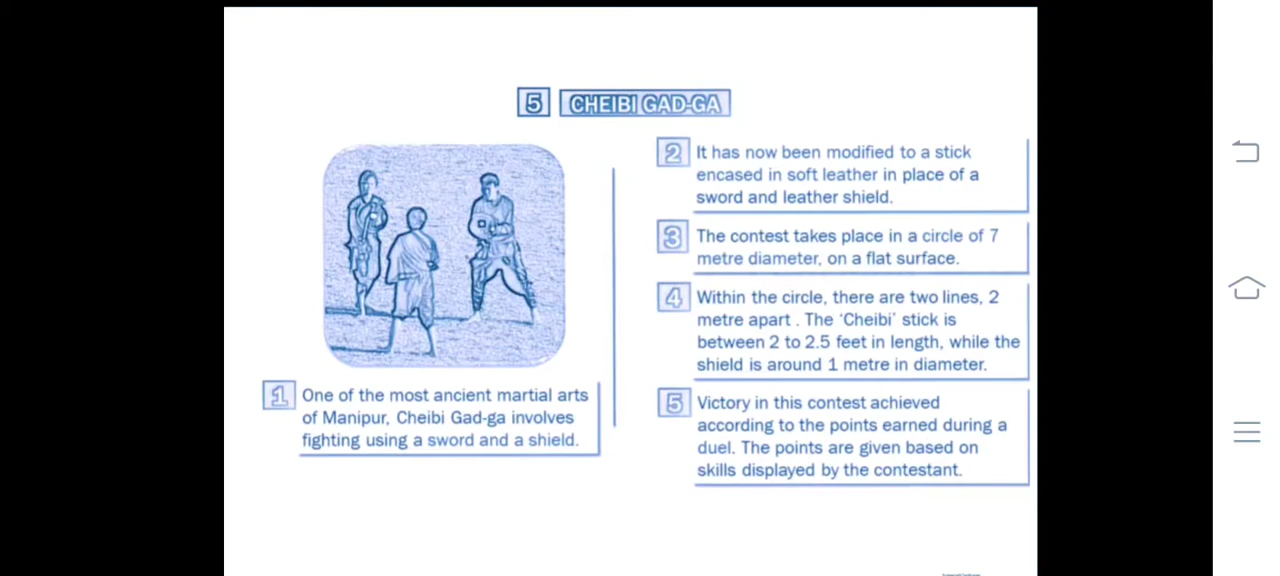 5 CHEIBI GAD-GA
1 One of the most ancient martial arts
of Manipur, Cheibi Gad-ga involves
fighting using a sword and a shield.
2 It has now been modified to a stick
encased in soft leather in place of a
sword and leather shield.
3 The contest takes place in a circle of 7
metre diameter, on a flat surface.
4 Within the circle, there are two lines, 2
metre apart . The ‘Cheibi’ stick is
between 2 to 2.5 feet in length, while the
shield is around 1 metre in diameter.
5 Victory in this contest achieved
according to the points earned during a
duel. The points are given based on
skills displayed by the contestant.